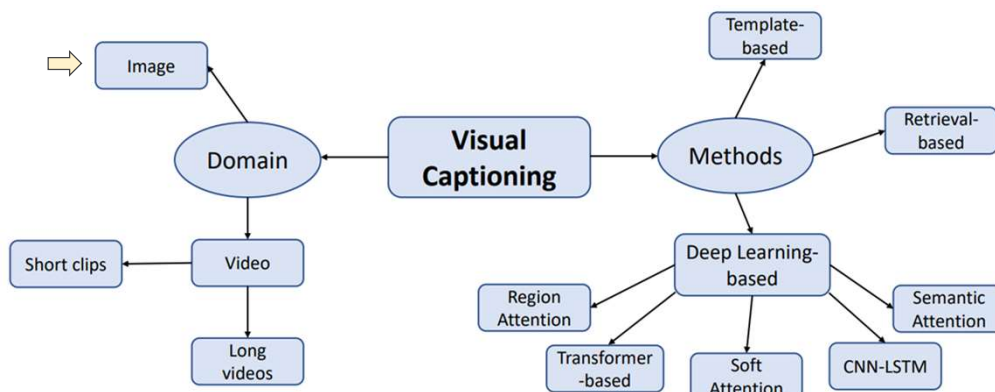 Template-
based
Image
Retrieval-
based
Visual
Captioning
Domain
Methods
Short clips
Video
Deep Learning-
based
Region
Attention
Semantic
Attention
Long
videos
Transformer
-based
Soft
Attention
CNN-LSTM